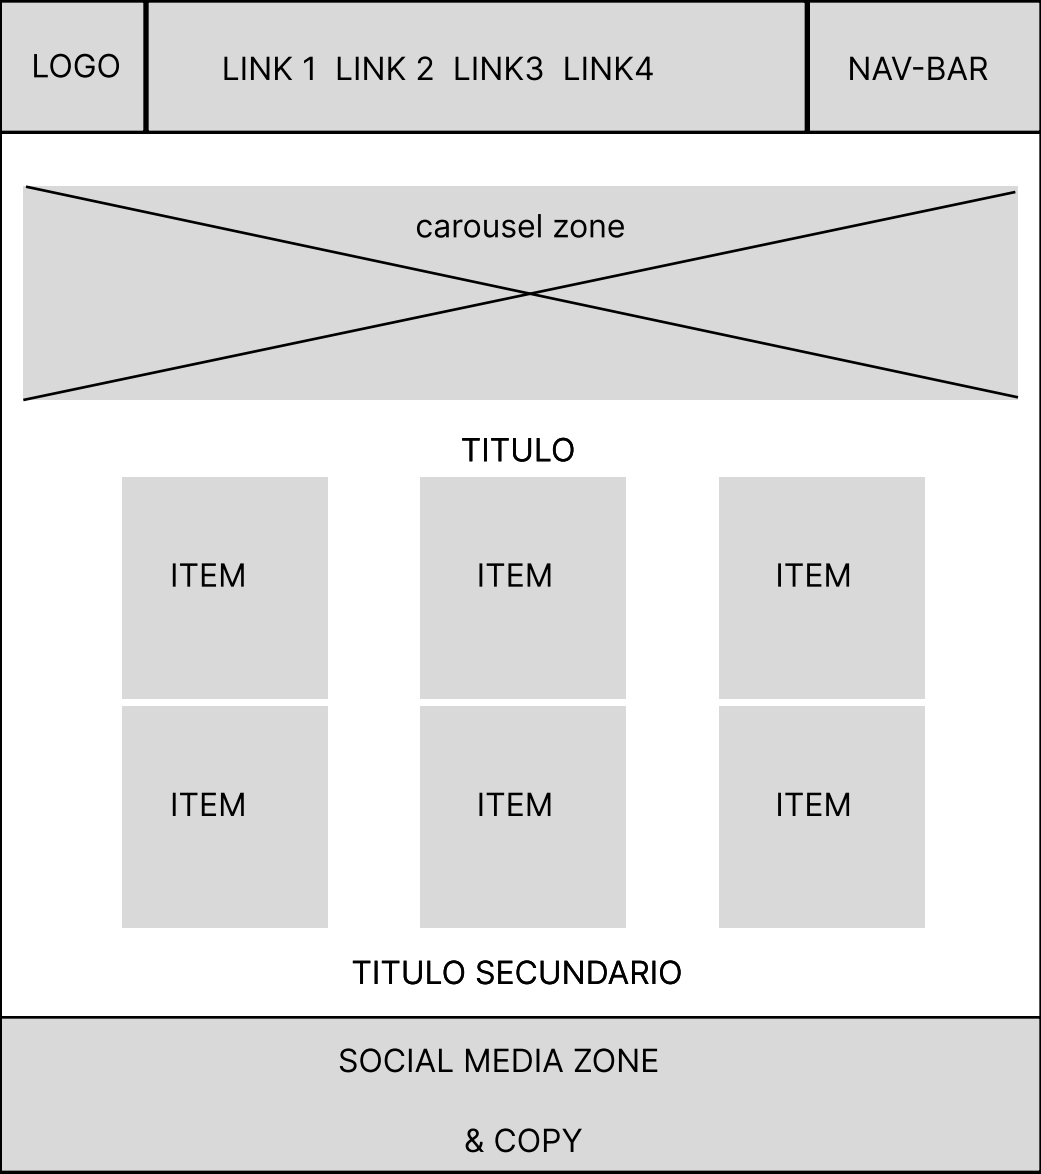 LOGO
LINK 1 LINK 2 LINK3 LINK4
NAV-BAR
carousel zone
TITULO
ITEM
ITEM
ITEM
ITEM
ITEM
ITEM
TITULO SECUNDARIO
SOCIAL MEDIA ZONE
& COPY